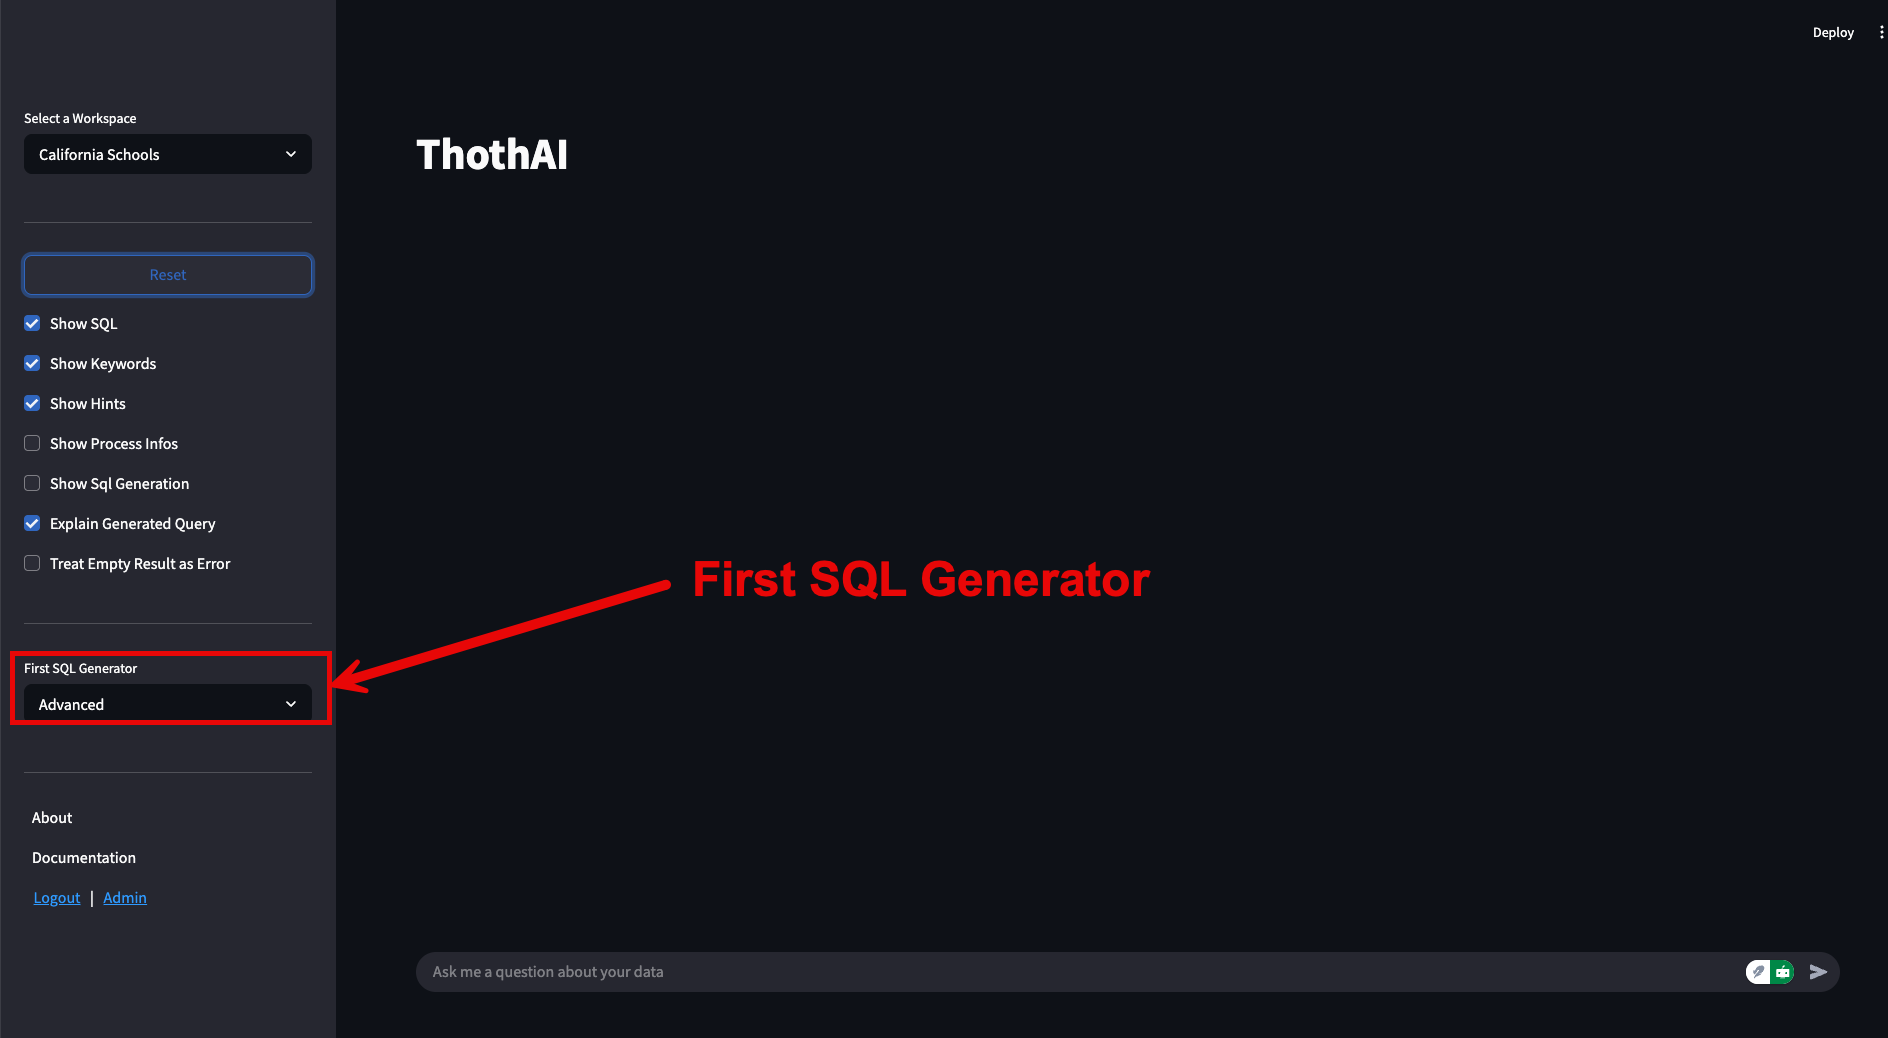 Deploy
Select a Workspace
California Schools
ThothAI
Reset
Show SQL
Show Keywords
Show Hints
Show Process Infos
Show Sql Generation
Explain Generated Query
Treat Empty Result as Error
First SQL Generator
First SQL Generator
Advanced
About
Documentation
Logout | Admin
Ask me a question about your data